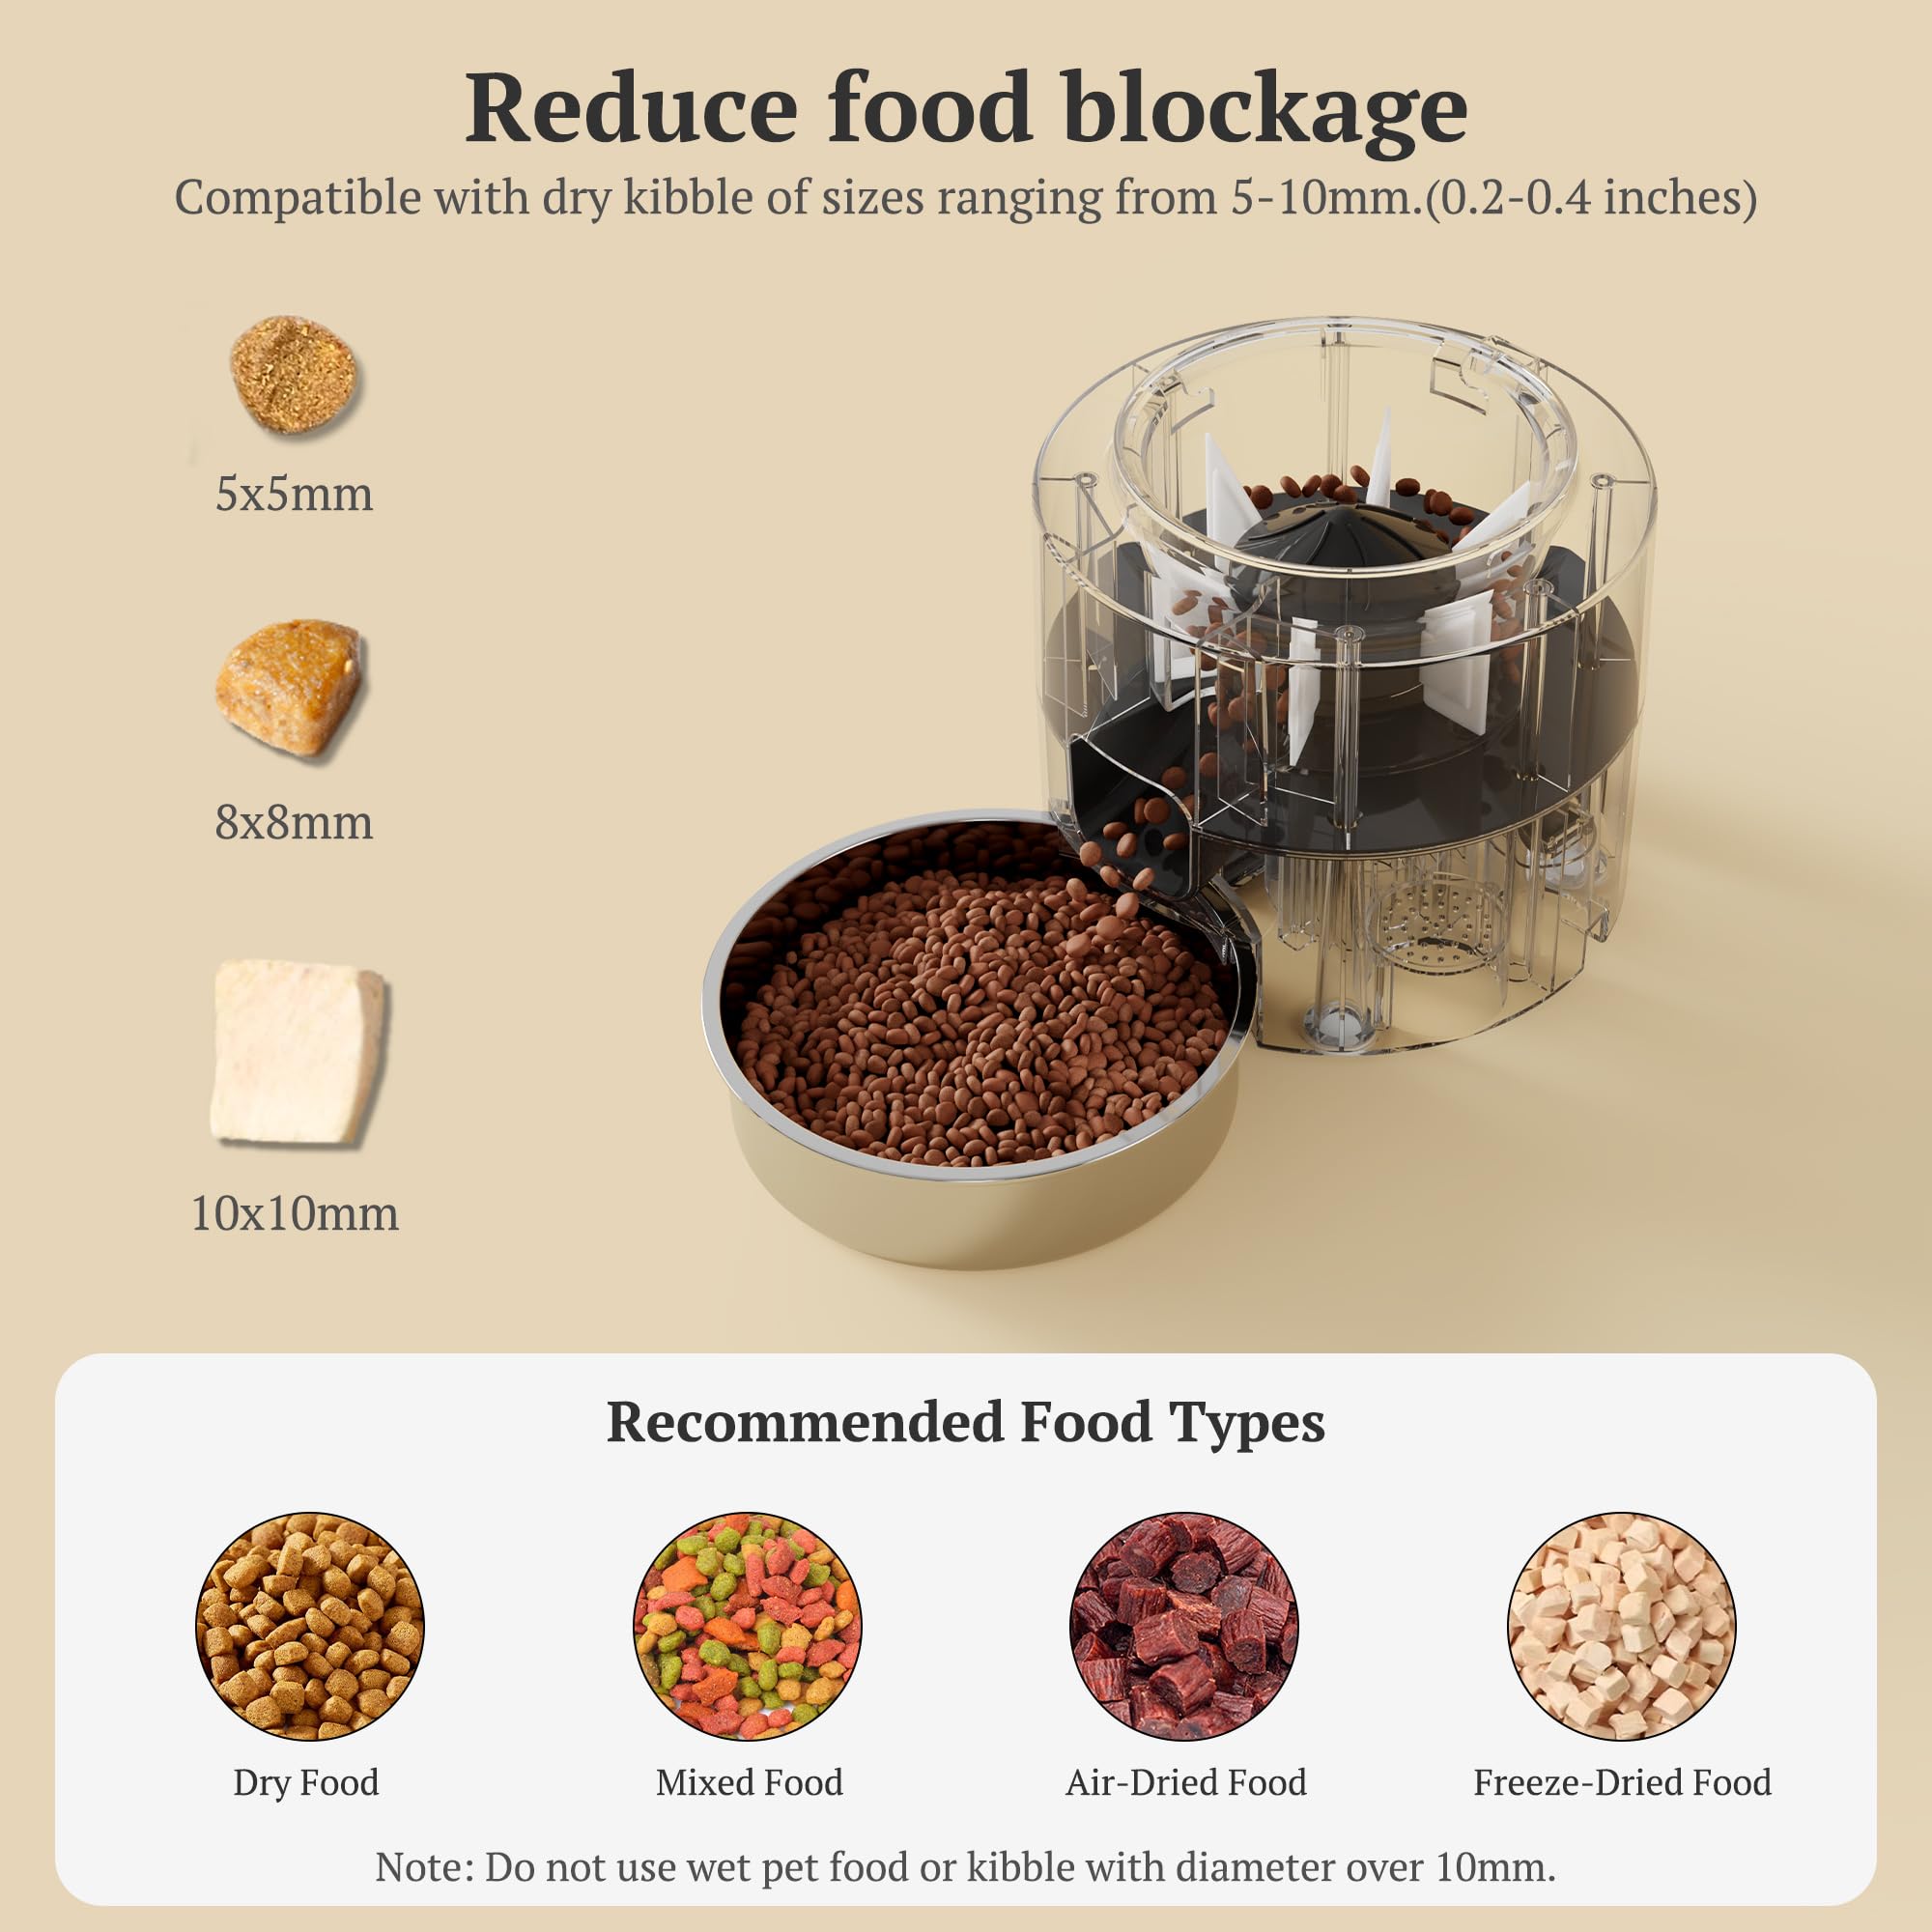 Reduce food blockage
Compatible with dry kibble of sizes ranging from 5-10mm.(0.2-0.4 inches)
5x5mm
8x8mm
10x10mm
Recommended Food Types
Dry Food
Mixed Food
Air-Dried Food
Freeze-Dried Food
Note: Do not use wet pet food or kibble with diameter over 10mm.